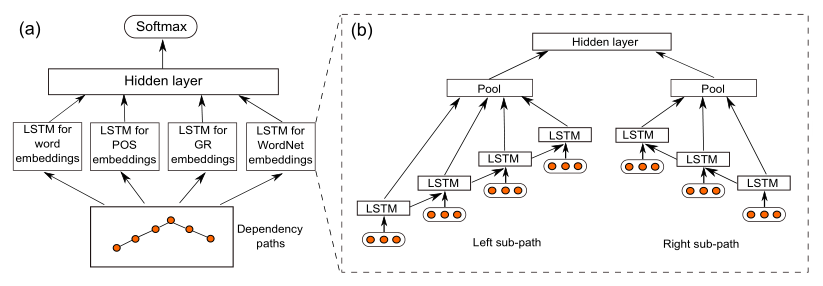 (a)
Softmax
Hidden layer
LSTM for
word
embeddings
LSTM for
POS
embeddings
LSTM for
GR
embeddings
LSTM for
WordNet
embeddings
Dependency
paths
(b)
Hidden layer
Pool
Pool
LSTM
LSTM
LSTM
LSTM
LSTM
LSTM
LSTM
Left sub-path
Right sub-path